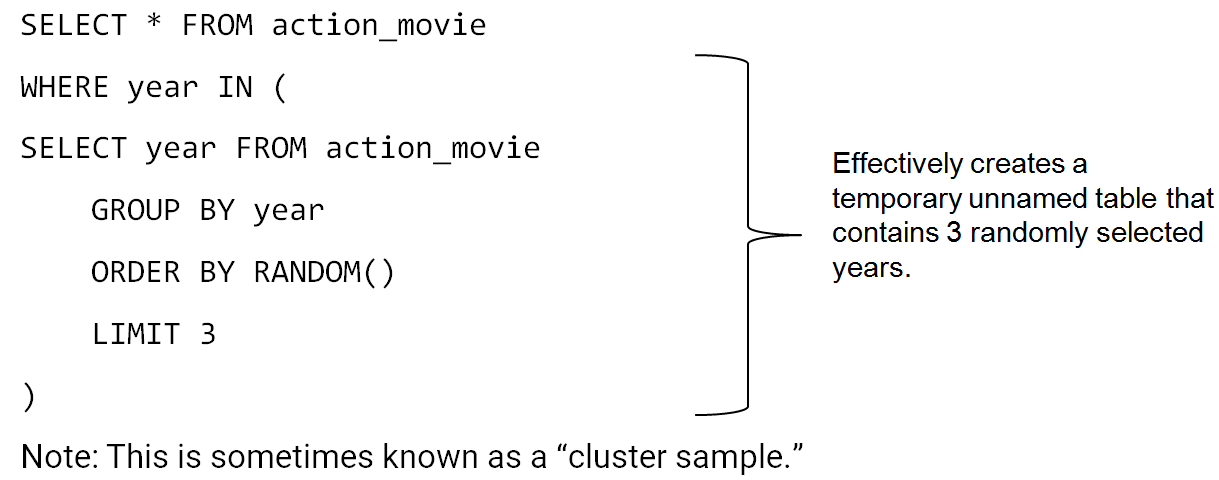 SELECT * FROM action_movie
WHERE year IN (
SELECT year FROM action_movie
GROUP BY year
ORDER BY RANDOM()
LIMIT 3
)
Effectively creates a
temporary unnamed table that
contains 3 randomly selected
years.
Note: This is sometimes known as a “cluster sample.”